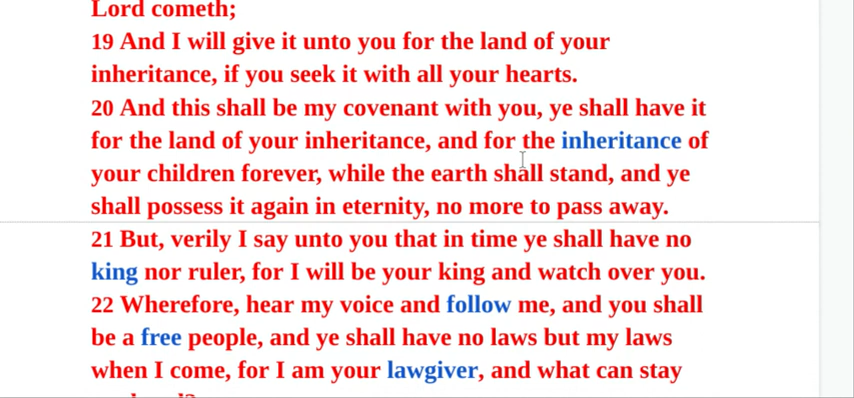 Lord cometh;
19 And I will give it unto you for the land of your
inheritance, if you seek it with all your hearts.
20 And this shall be my covenant with you, ye shall have it
for the land of your inheritance, and for the inheritance of
your children forever, while the earth shall stand, and ye
shall possess it again in eternity, no more to pass away.
21 But, verily I say unto you that in time ye shall have no
king nor ruler, for I will be your king and watch over you.
22 Wherefore, hear my voice and follow me, and you shall
be a free people, and ye shall have no laws but my laws
when I come, for I am your lawgiver, and what can stay